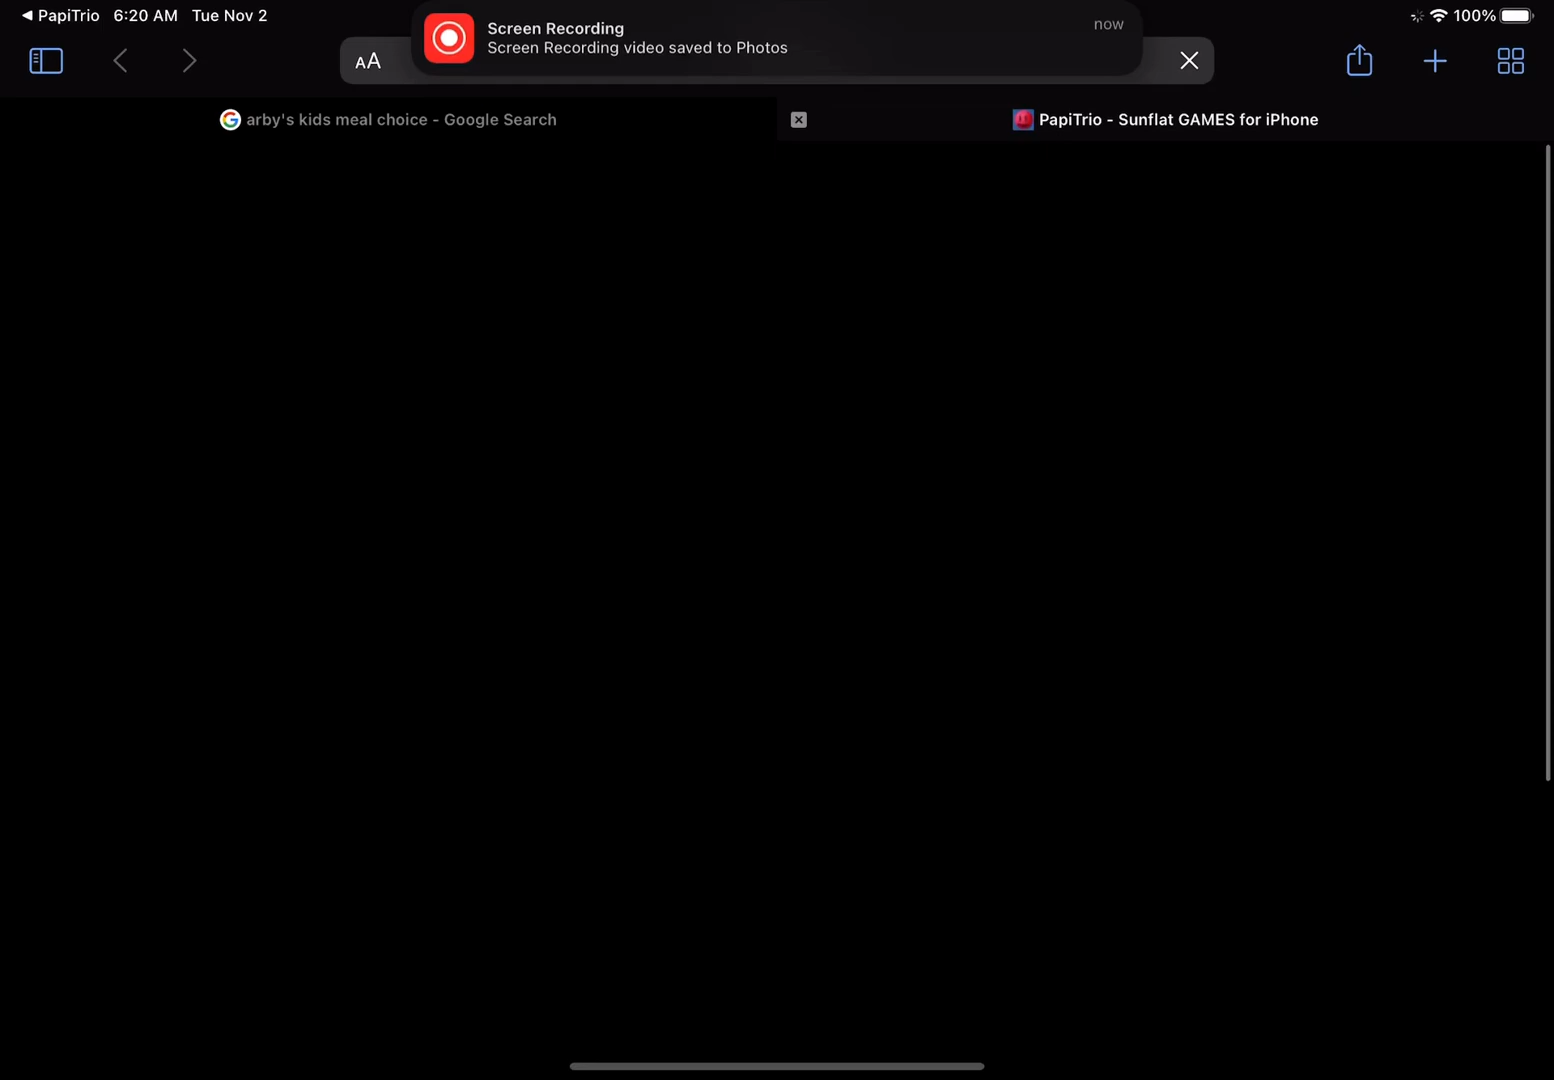 ◀ PapiTrio 6:20 AM Tue Nov 2
100%
Screen Recording
now
Screen Recording video saved to Photos
AA
arby's kids meal choice - Google Search
PapiTrio - Sunflat GAMES for iPhone